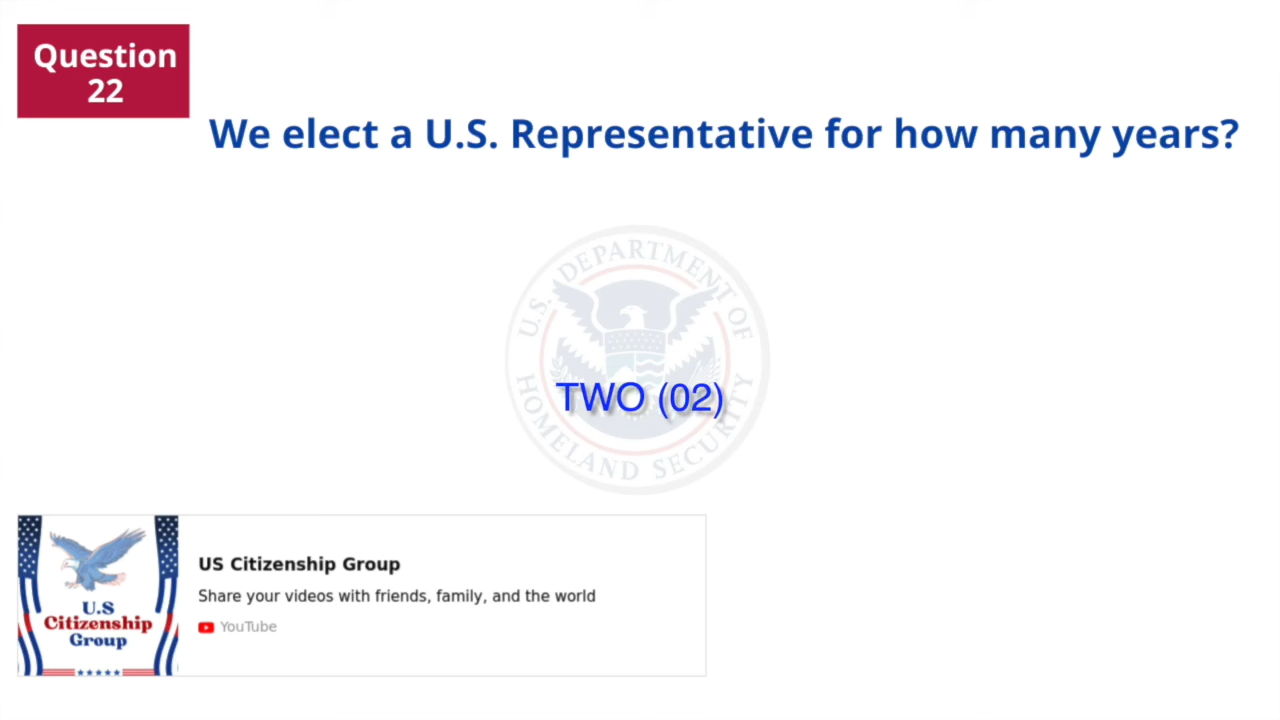 Question
22
We elect a U.S. Representative for how many years?
U.S. DEPARTMENT OF
HOMELAND SECURITY
TWO (02)
U.S
Citizenship
Group
US Citizenship Group
Share your videos with friends, family, and the world
YouTube